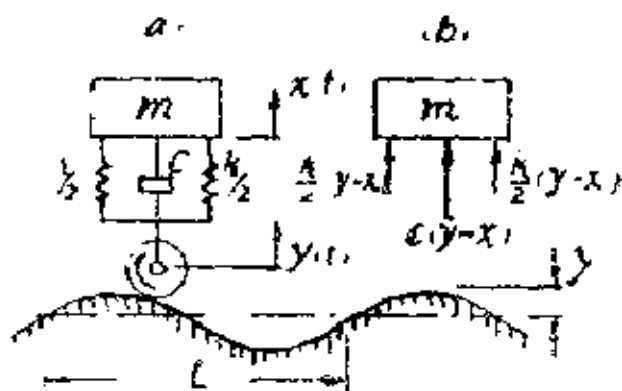 a.
(b)
m
x t,
m
k/2
c
k/2
k/2 y-x
k/2 (y-x)
c(y-x)
y(t)
y
L